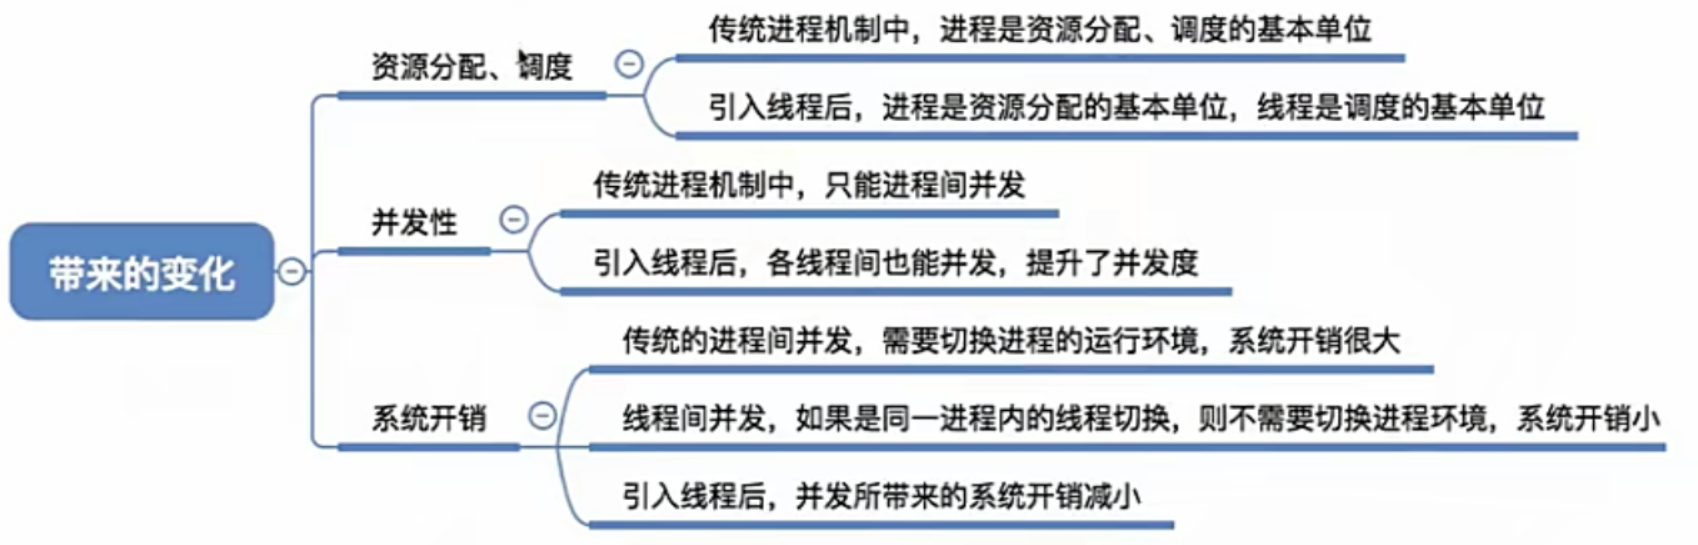 带来的变化
资源分配、调度
传统进程机制中，进程是资源分配、调度的基本单位
引入线程后，进程是资源分配的基本单位，线程是调度的基本单位
并发性
传统进程机制中，只能进程间并发
引入线程后，各线程间也能并发，提升了并发度
系统开销
传统的进程间并发，需要切换进程的运行环境，系统开销很大
线程间并发，如果是同一进程内的线程切换，则不需要切换进程环境，系统开销小
引入线程后，并发所带来的系统开销减小